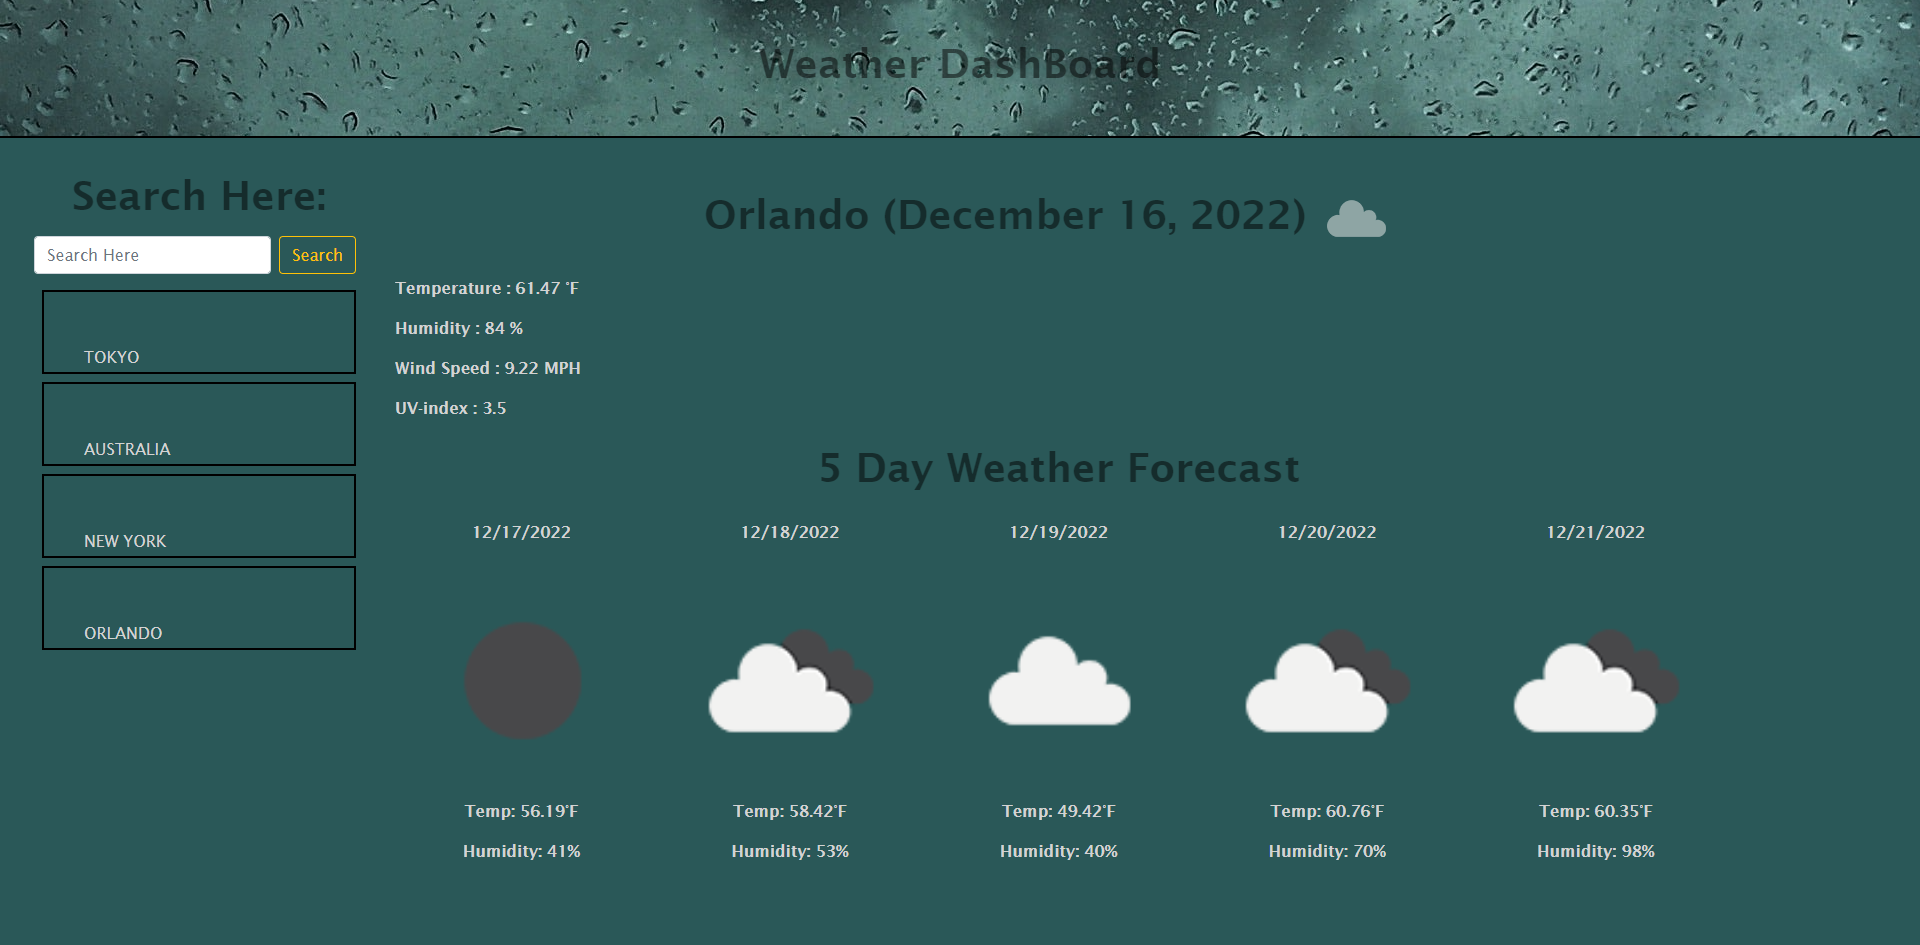 Weather DashBoard
Search Here:
Search Here
Search
TOKYO
AUSTRALIA
NEW YORK
ORLANDO
Orlando (December 16, 2022)
Temperature : 61.47 °F
Humidity : 84 %
Wind Speed : 9.22 MPH
UV-index : 3.5
5 Day Weather Forecast
12/17/2022
Temp: 56.19°F
Humidity: 41%
12/18/2022
Temp: 58.42°F
Humidity: 53%
12/19/2022
Temp: 49.42°F
Humidity: 40%
12/20/2022
Temp: 60.76°F
Humidity: 70%
12/21/2022
Temp: 60.35°F
Humidity: 98%